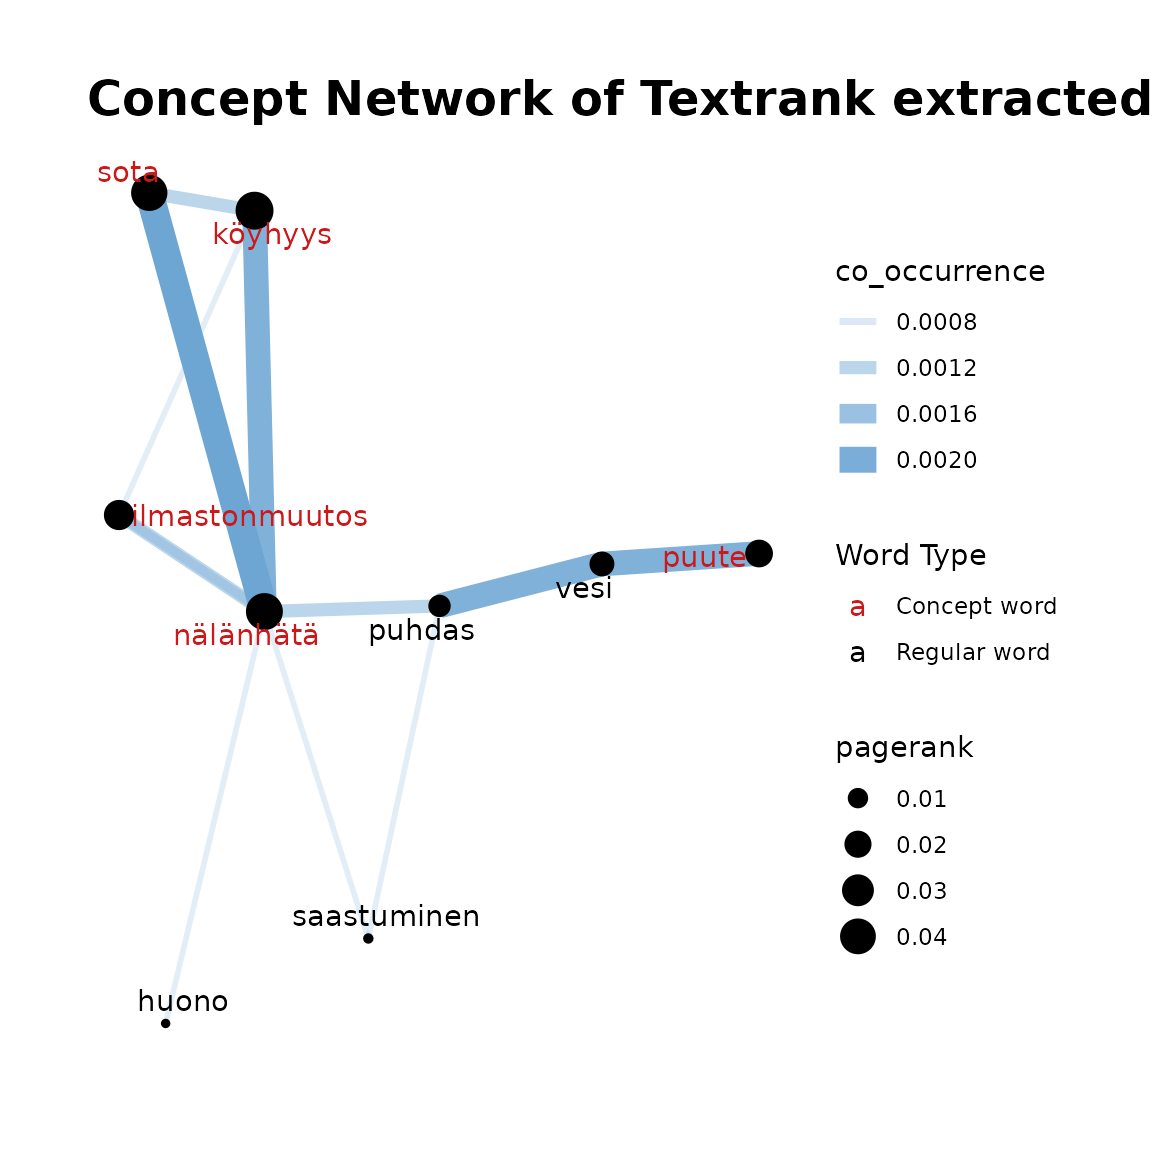 Concept Network of Textrank extracted
sota
köyhyys
ilmastonmuutos
nälänhätä
puhdas
vesi
puute
saastuminen
huono
co_occurrence
0.0008
0.0012
0.0016
0.0020
Word Type
a Concept word
a Regular word
pagerank
0.01
0.02
0.03
0.04